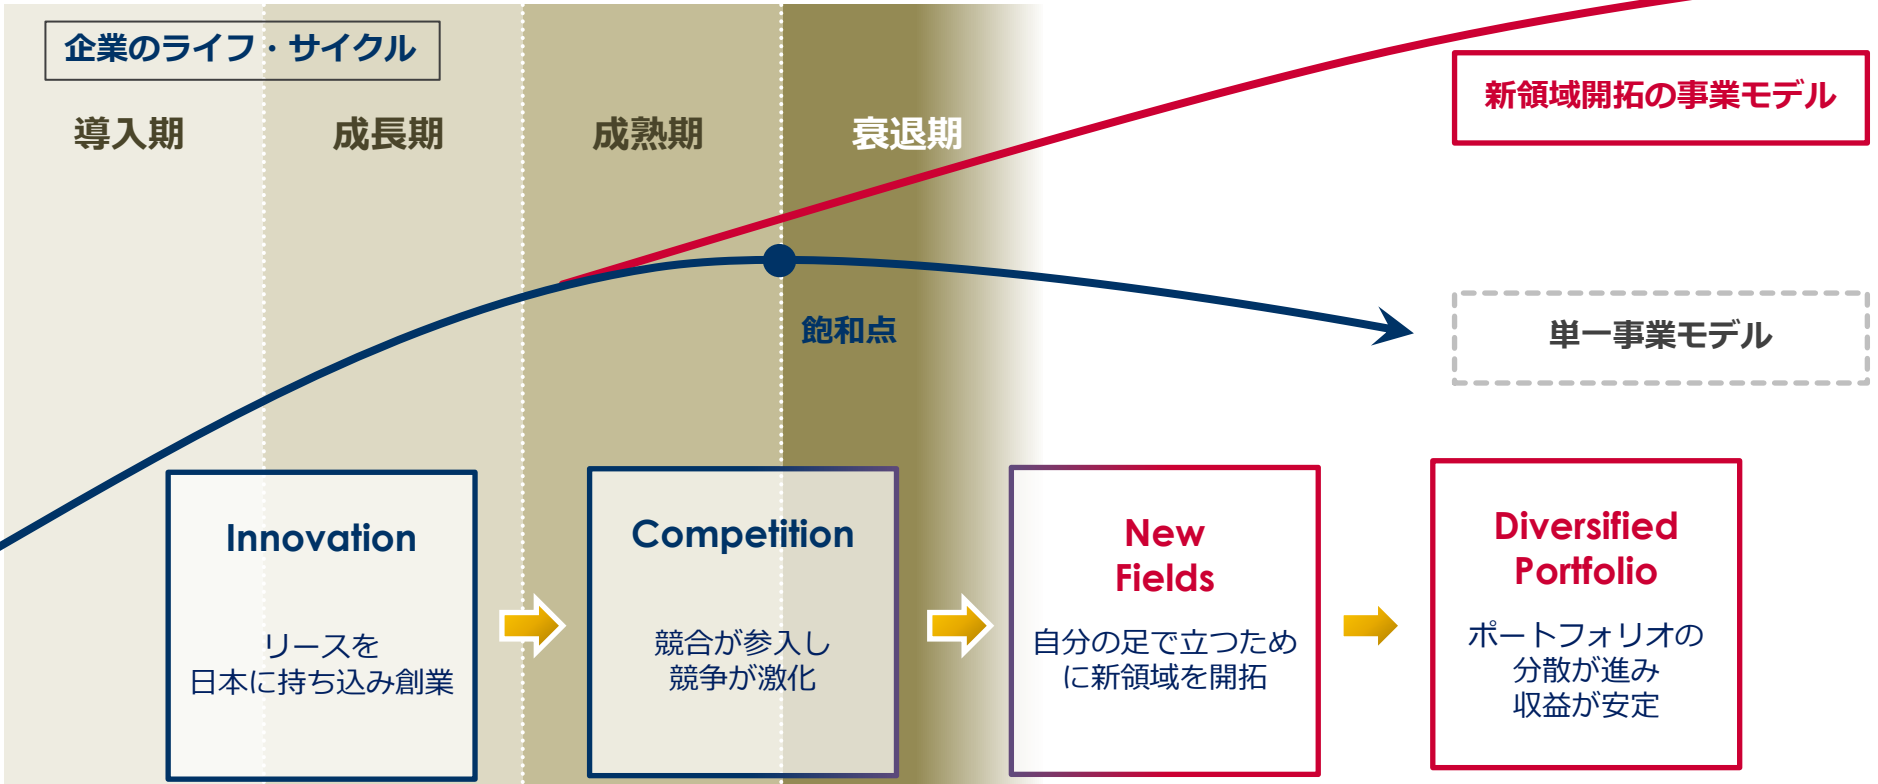 企業のライフ・サイクル
導入期
成長期
成熟期
衰退期
新領域開拓の事業モデル
飽和点
単一事業モデル
Innovation
リースを
日本に持ち込み創業
Competition
競合が参入し
競争が激化
New
Fields
自分の足で立つため
に新領域を開拓
Diversified
Portfolio
ポートフォリオの
分散が進み
収益が安定